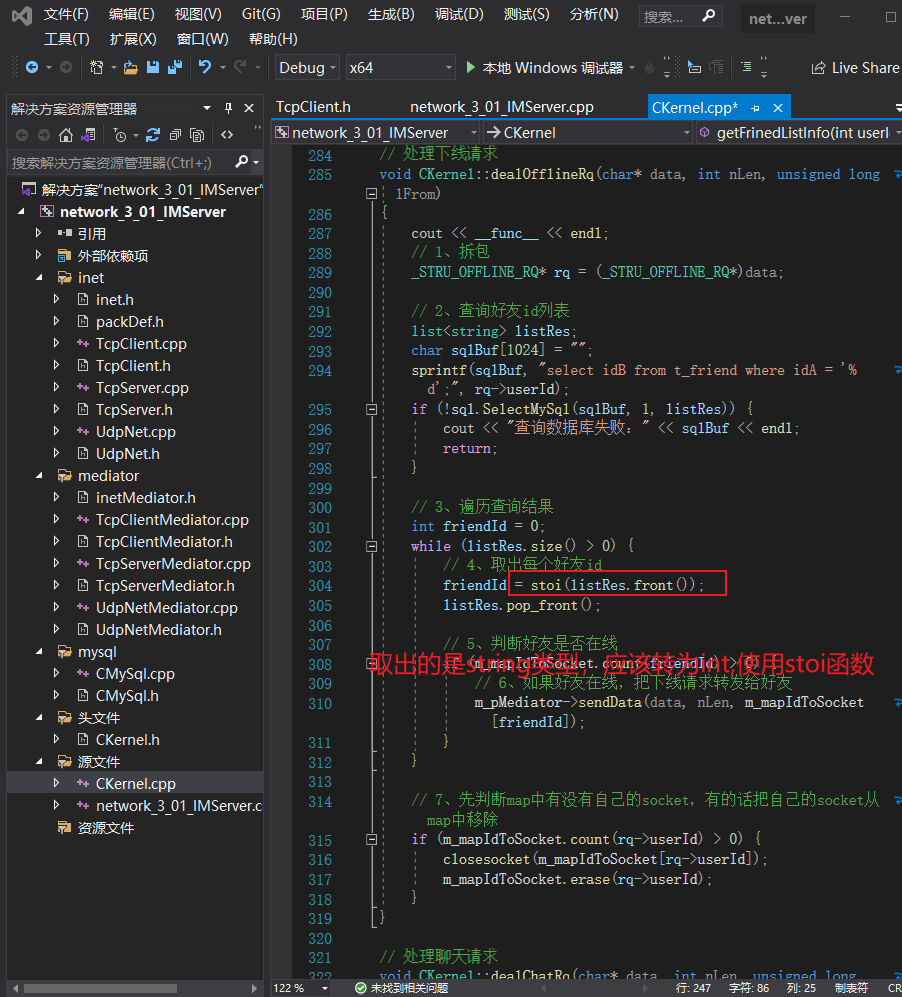 文件(F) 编辑(E) 视图(V) Git(G) 项目(P) 生成(B) 调试(D) 测试(S) 分析(N) 搜索... net...ver
工具(T) 扩展(X) 窗口(W) 帮助(H)
Debug x64 本地 Windows 调试器 Live Share
解决方案资源管理器
搜索解决方案资源管理器(Ctrl+;)
解决方案"network_3_01_IMServer"
network_3_01_IMServer
引用
外部依赖项
inet
inet.h
packDef.h
TcpClient.cpp
TcpClient.h
TcpServer.cpp
TcpServer.h
UdpNet.cpp
UdpNet.h
mediator
inetMediator.h
TcpClientMediator.cpp
TcpClientMediator.h
TcpServerMediator.cpp
TcpServerMediator.h
UdpNetMediator.cpp
UdpNetMediator.h
mysql
CMySql.cpp
CMySql.h
头文件
CKernel.h
源文件
CKernel.cpp
network_3_01_IMServer.c
资源文件
TcpClient.h network_3_01_IMServer.cpp CKernel.cpp*
network_3_01_IMServer CKernel getFrinedListInfo(int userI
284 // 处理下线请求
285 void CKernel::dealOfflineRq(char* data, int nLen, unsigned long
lFrom)
286 {
287 cout << __func__ << endl;
288 // 1、拆包
289 _STRU_OFFLINE_RQ* rq = (_STRU_OFFLINE_RQ*)data;
290
291 // 2、查询好友id列表
292 list<string> listRes;
293 char sqlBuf[1024] = "";
294 sprintf(sqlBuf, "select idB from t_friend where idA = '%
d';", rq->userId);
295 if (!sql.SelectMySql(sqlBuf, 1, listRes)) {
296 cout << "查询数据库失败：" << sqlBuf << endl;
297 return;
298 }
299
300 // 3、遍历查询结果
301 int friendId = 0;
302 while (listRes.size() > 0) {
303 // 4、取出每个好友id
304 friendId = stoi(listRes.front());
305 listRes.pop_front();
306
307 // 5、判断好友是否在线
308 if (m_mapIdToSocket.count(friendId) > 0) {
取出的是string类型，应该转为int,使用stoi函数
309 // 6、如果好友在线，把下线请求转发给好友
310 m_pMediator->sendData(data, nLen, m_mapIdToSocket
[friendId]);
311 }
312 }
313
314 // 7、先判断map中有没有自己的socket，有的话把自己的socket从
map中移除
315 if (m_mapIdToSocket.count(rq->userId) > 0) {
316 closesocket(m_mapIdToSocket[rq->userId]);
317 m_mapIdToSocket.erase(rq->userId);
318 }
319 }
320
321 // 处理聊天请求
322 void CKernel::dealChatRq(char* data, int nLen, unsigned long
122 % 未找到相关问题 行: 247 字符: 86 列: 25 制表符 CR